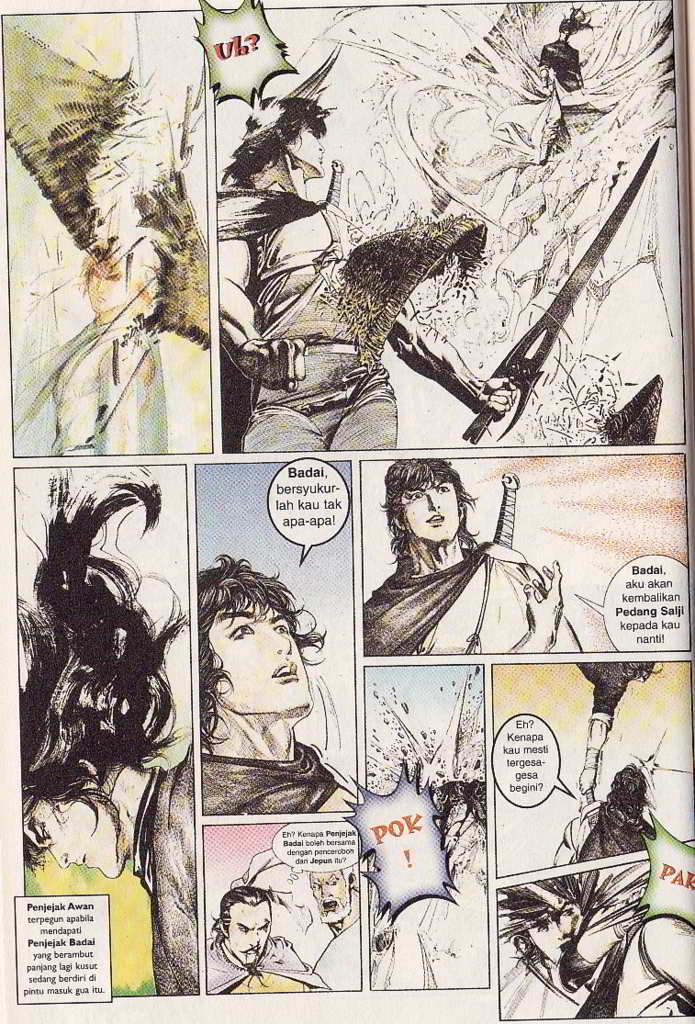 Uh?
Badai,
bersyukur-
lah kau tak
apa-apa!
Badai,
aku akan
kembalikan
Pedang Salji
kepada kau
nanti!
Penjejak Awan
terpegun apabila
mendapati
Penjejak Badai
yang berambut
panjang lagi kusut
sedang berdiri di
pintu masuk gua itu.
Eh? Kenapa Penjejak
Badai boleh bersama
dengan penceroboh
dan Jepun itu?
POK
!
Eh?
Kenapa
kau mesti
tergesa-
gesa
begini?
PAK